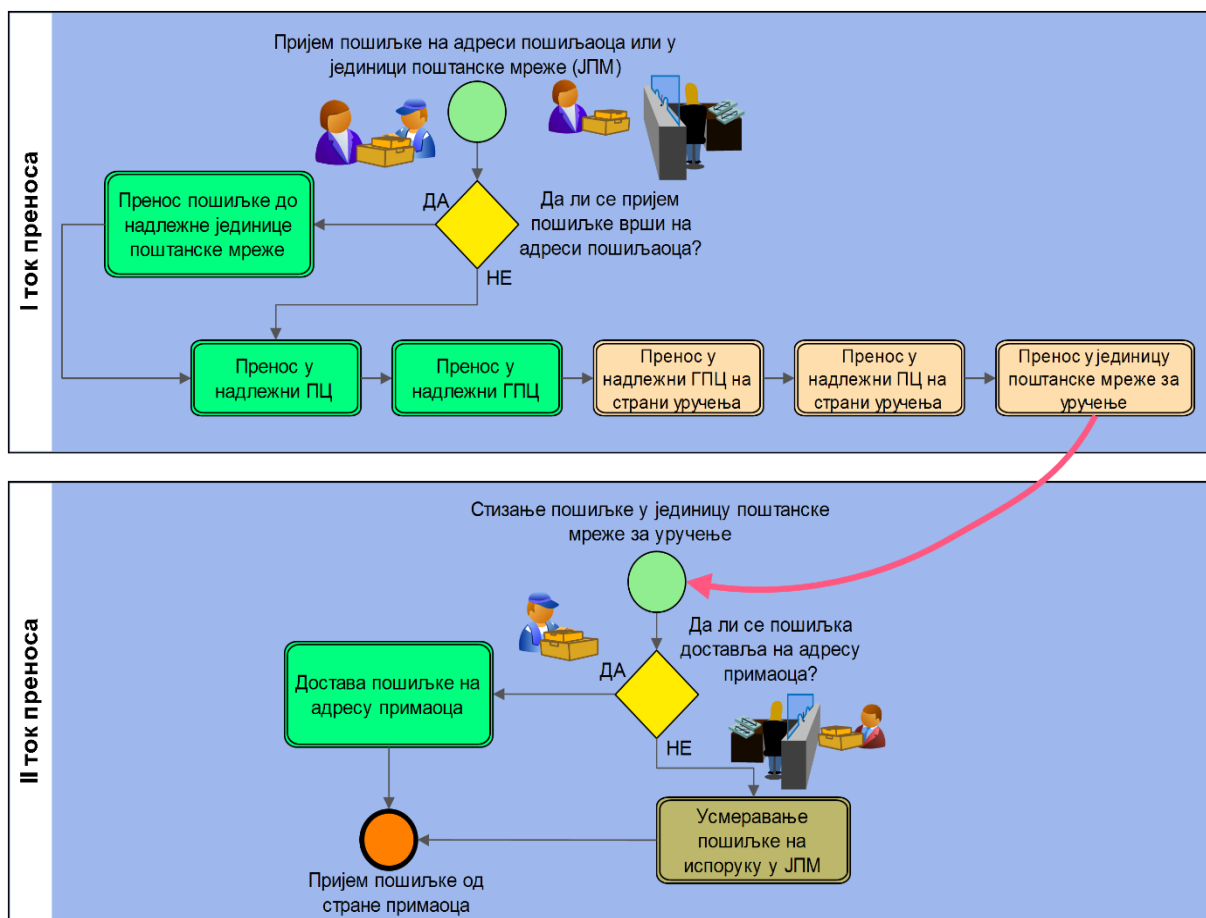 I ток преноса
Пријем пошиљке на адреси пошиљаоца или у
јединици поштанске мреже (ЈПМ)
Пренос пошиљке до
надлежне јединице
поштанске мреже
ДА
Да ли се пријем
пошиљке врши на
адреси пошиљаоца?
НЕ
Пренос у
надлежни ПЦ
Пренос у
надлежни ГПЦ
Пренос у
надлежни ГПЦ на
страни уручења
Пренос у
надлежни ПЦ на
страни уручења
Пренос у јединицу
поштанске мреже за
уручење
II ток преноса
Стизање пошиљке у јединицу поштанске
мреже за уручење
Да ли се пошиљка
доставља на адресу
примаоца?
ДА
Достава пошиљке на
адресу примаоца
НЕ
Усмеравање
пошиљке на
испоруку у ЈПМ
Пријем пошиљке од
стране примаоца